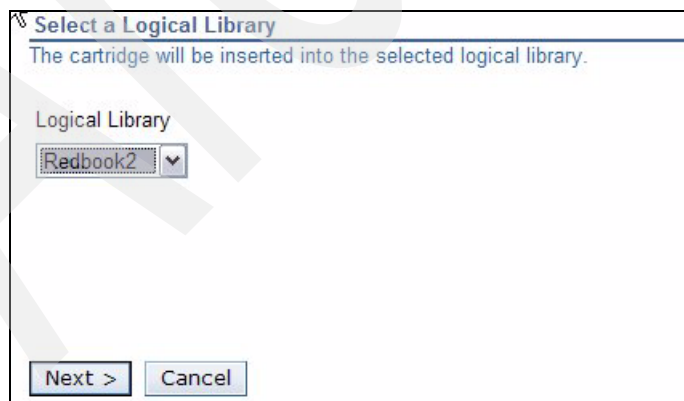 Select a Logical Library
The cartridge will be inserted into the selected logical library.
Logical Library
Redbook2
Next > Cancel